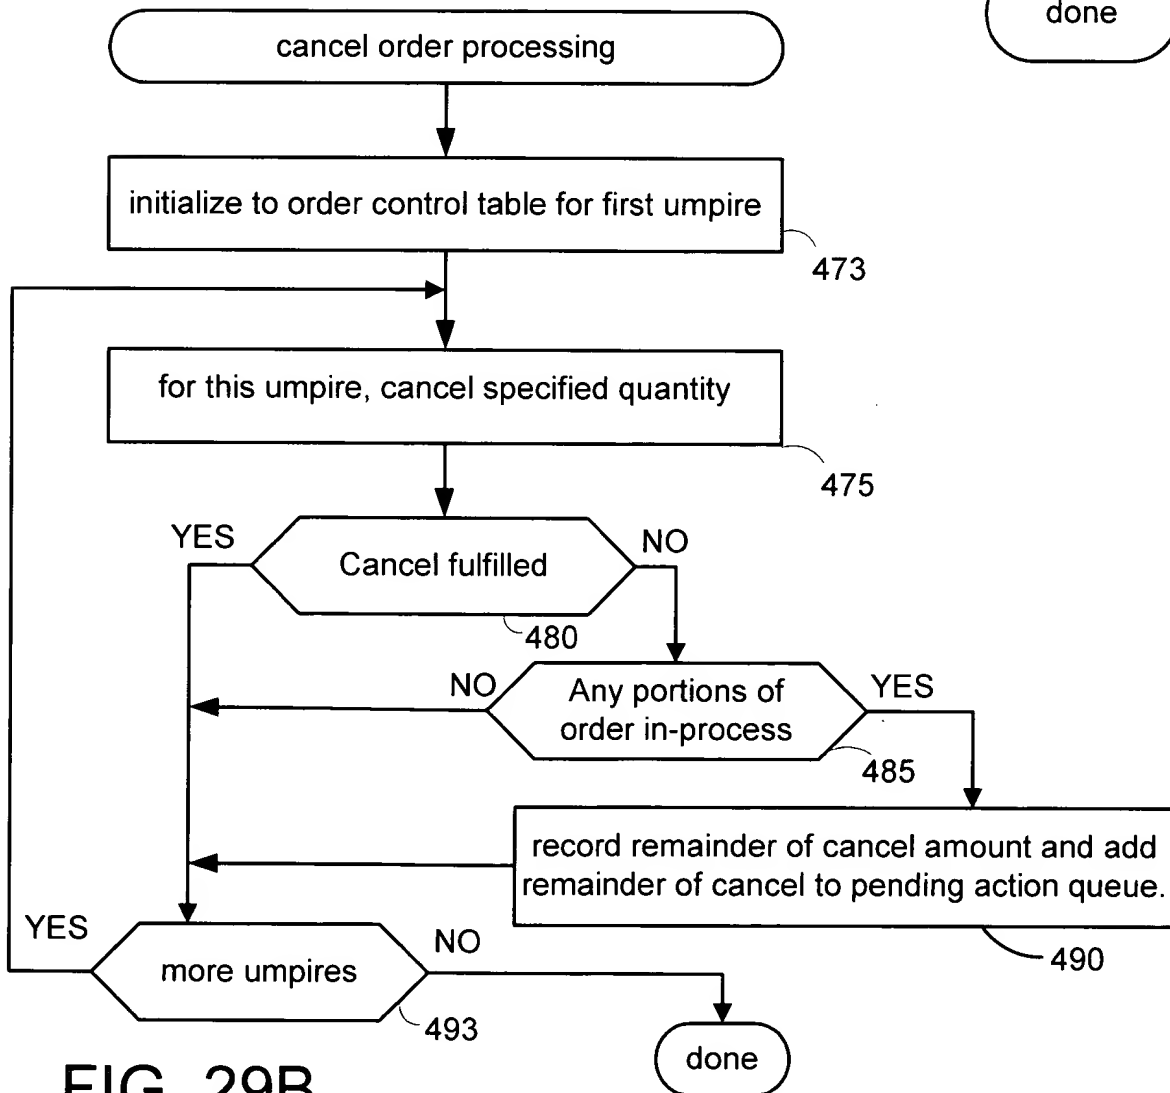 done
cancel order processing
initialize to order control table for first umpire
473
for this umpire, cancel specified quantity
475
YES
NO
Cancel fulfilled
480
NO
Any portions of
order in-process
YES
485
record remainder of cancel amount and add
remainder of cancel to pending action queue.
490
YES
more umpires
NO
493
done
FIG. 29B